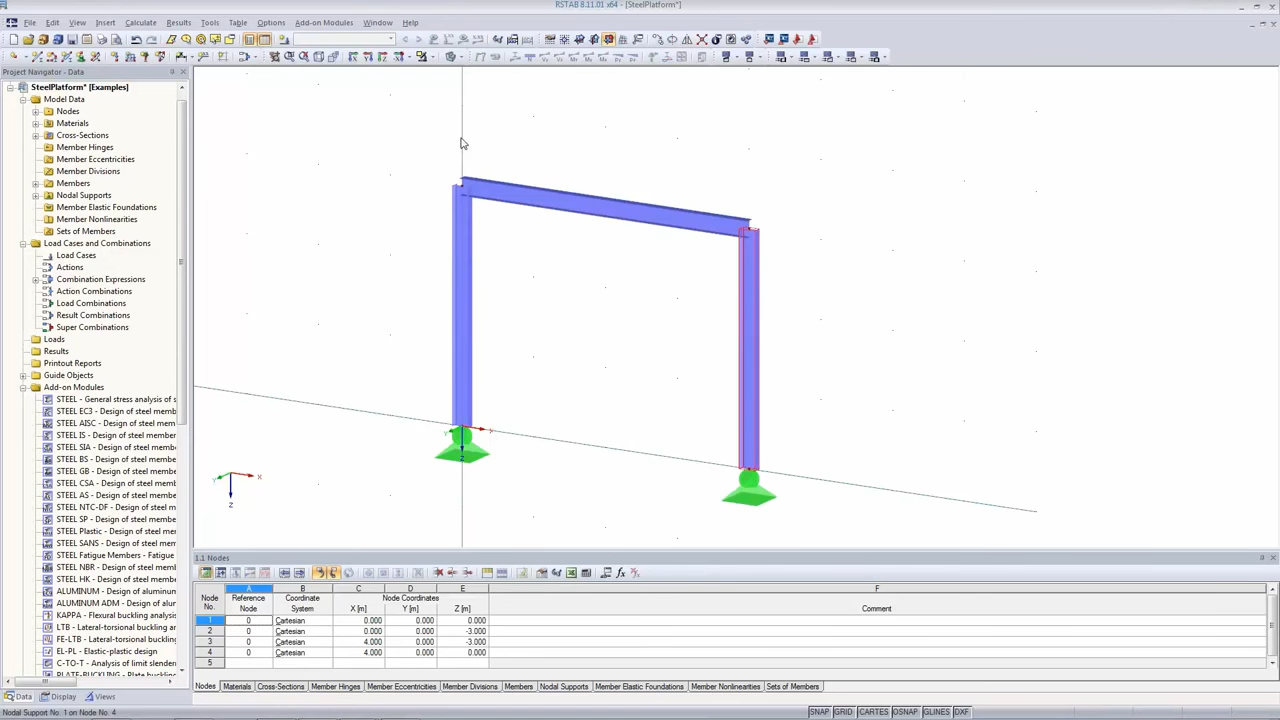 RSTAB 8.11.01 x64 - [SteelPlatform*]
File Edit View Insert Calculate Results Tools Table Options Add-on Modules Window Help
Project Navigator - Data
SteelPlatform* [Examples]
Model Data
Nodes
Materials
Cross-Sections
Member Hinges
Member Eccentricities
Member Divisions
Members
Nodal Supports
Member Elastic Foundations
Member Nonlinearities
Sets of Members
Load Cases and Combinations
Load Cases
Actions
Combination Expressions
Action Combinations
Load Combinations
Result Combinations
Super Combinations
Loads
Results
Printout Reports
Guide Objects
Add-on Modules
STEEL - General stress analysis of s
STEEL EC3 - Design of steel membe
STEEL AISC - Design of steel memb
STEEL IS - Design of steel member
STEEL SIA - Design of steel membe
STEEL BS - Design of steel membe
STEEL GB - Design of steel membe
STEEL CSA - Design of steel memb
STEEL AS - Design of steel membe
STEEL NTC-DF - Design of steel me
STEEL SP - Design of steel membe
STEEL Plastic - Design of steel me
STEEL SANS - Design of steel mem
STEEL Fatigue Members - Fatigue
STEEL NBR - Design of steel memb
STEEL HK - Design of steel membe
ALUMINUM - Design of alumin
ALUMINUM ADM - Design of alur
KAPPA - Flexural buckling analysis
LTB - Lateral-torsional buckling
FE-LTB - Lateral-torsional bucklin
EL-PL - Elastic-plastic design
C-TO-T - Analysis of limit slender
PLATE-BUCKLING - Plate buckl
Data Display Views
X
Y
Z
X
Y
Z
1.1 Nodes
A B C D E F
Node No. Reference Node Coordinate System Node Coordinates X [m] Y [m] Z [m] Comment
1 0 Cartesian 0.000 0.000 0.000
2 0 Cartesian 0.000 0.000 -3.000
3 0 Cartesian 4.000 0.000 -3.000
4 0 Cartesian 4.000 0.000 0.000
5
Nodes Materials Cross-Sections Member Hinges Member Eccentricities Member Divisions Members Nodal Supports Member Elastic Foundations Member Nonlinearities Sets of Members
Nodal Support No. 1 on Node No. 4
SNAP GRID CARTES OSNAP GLINES DXF